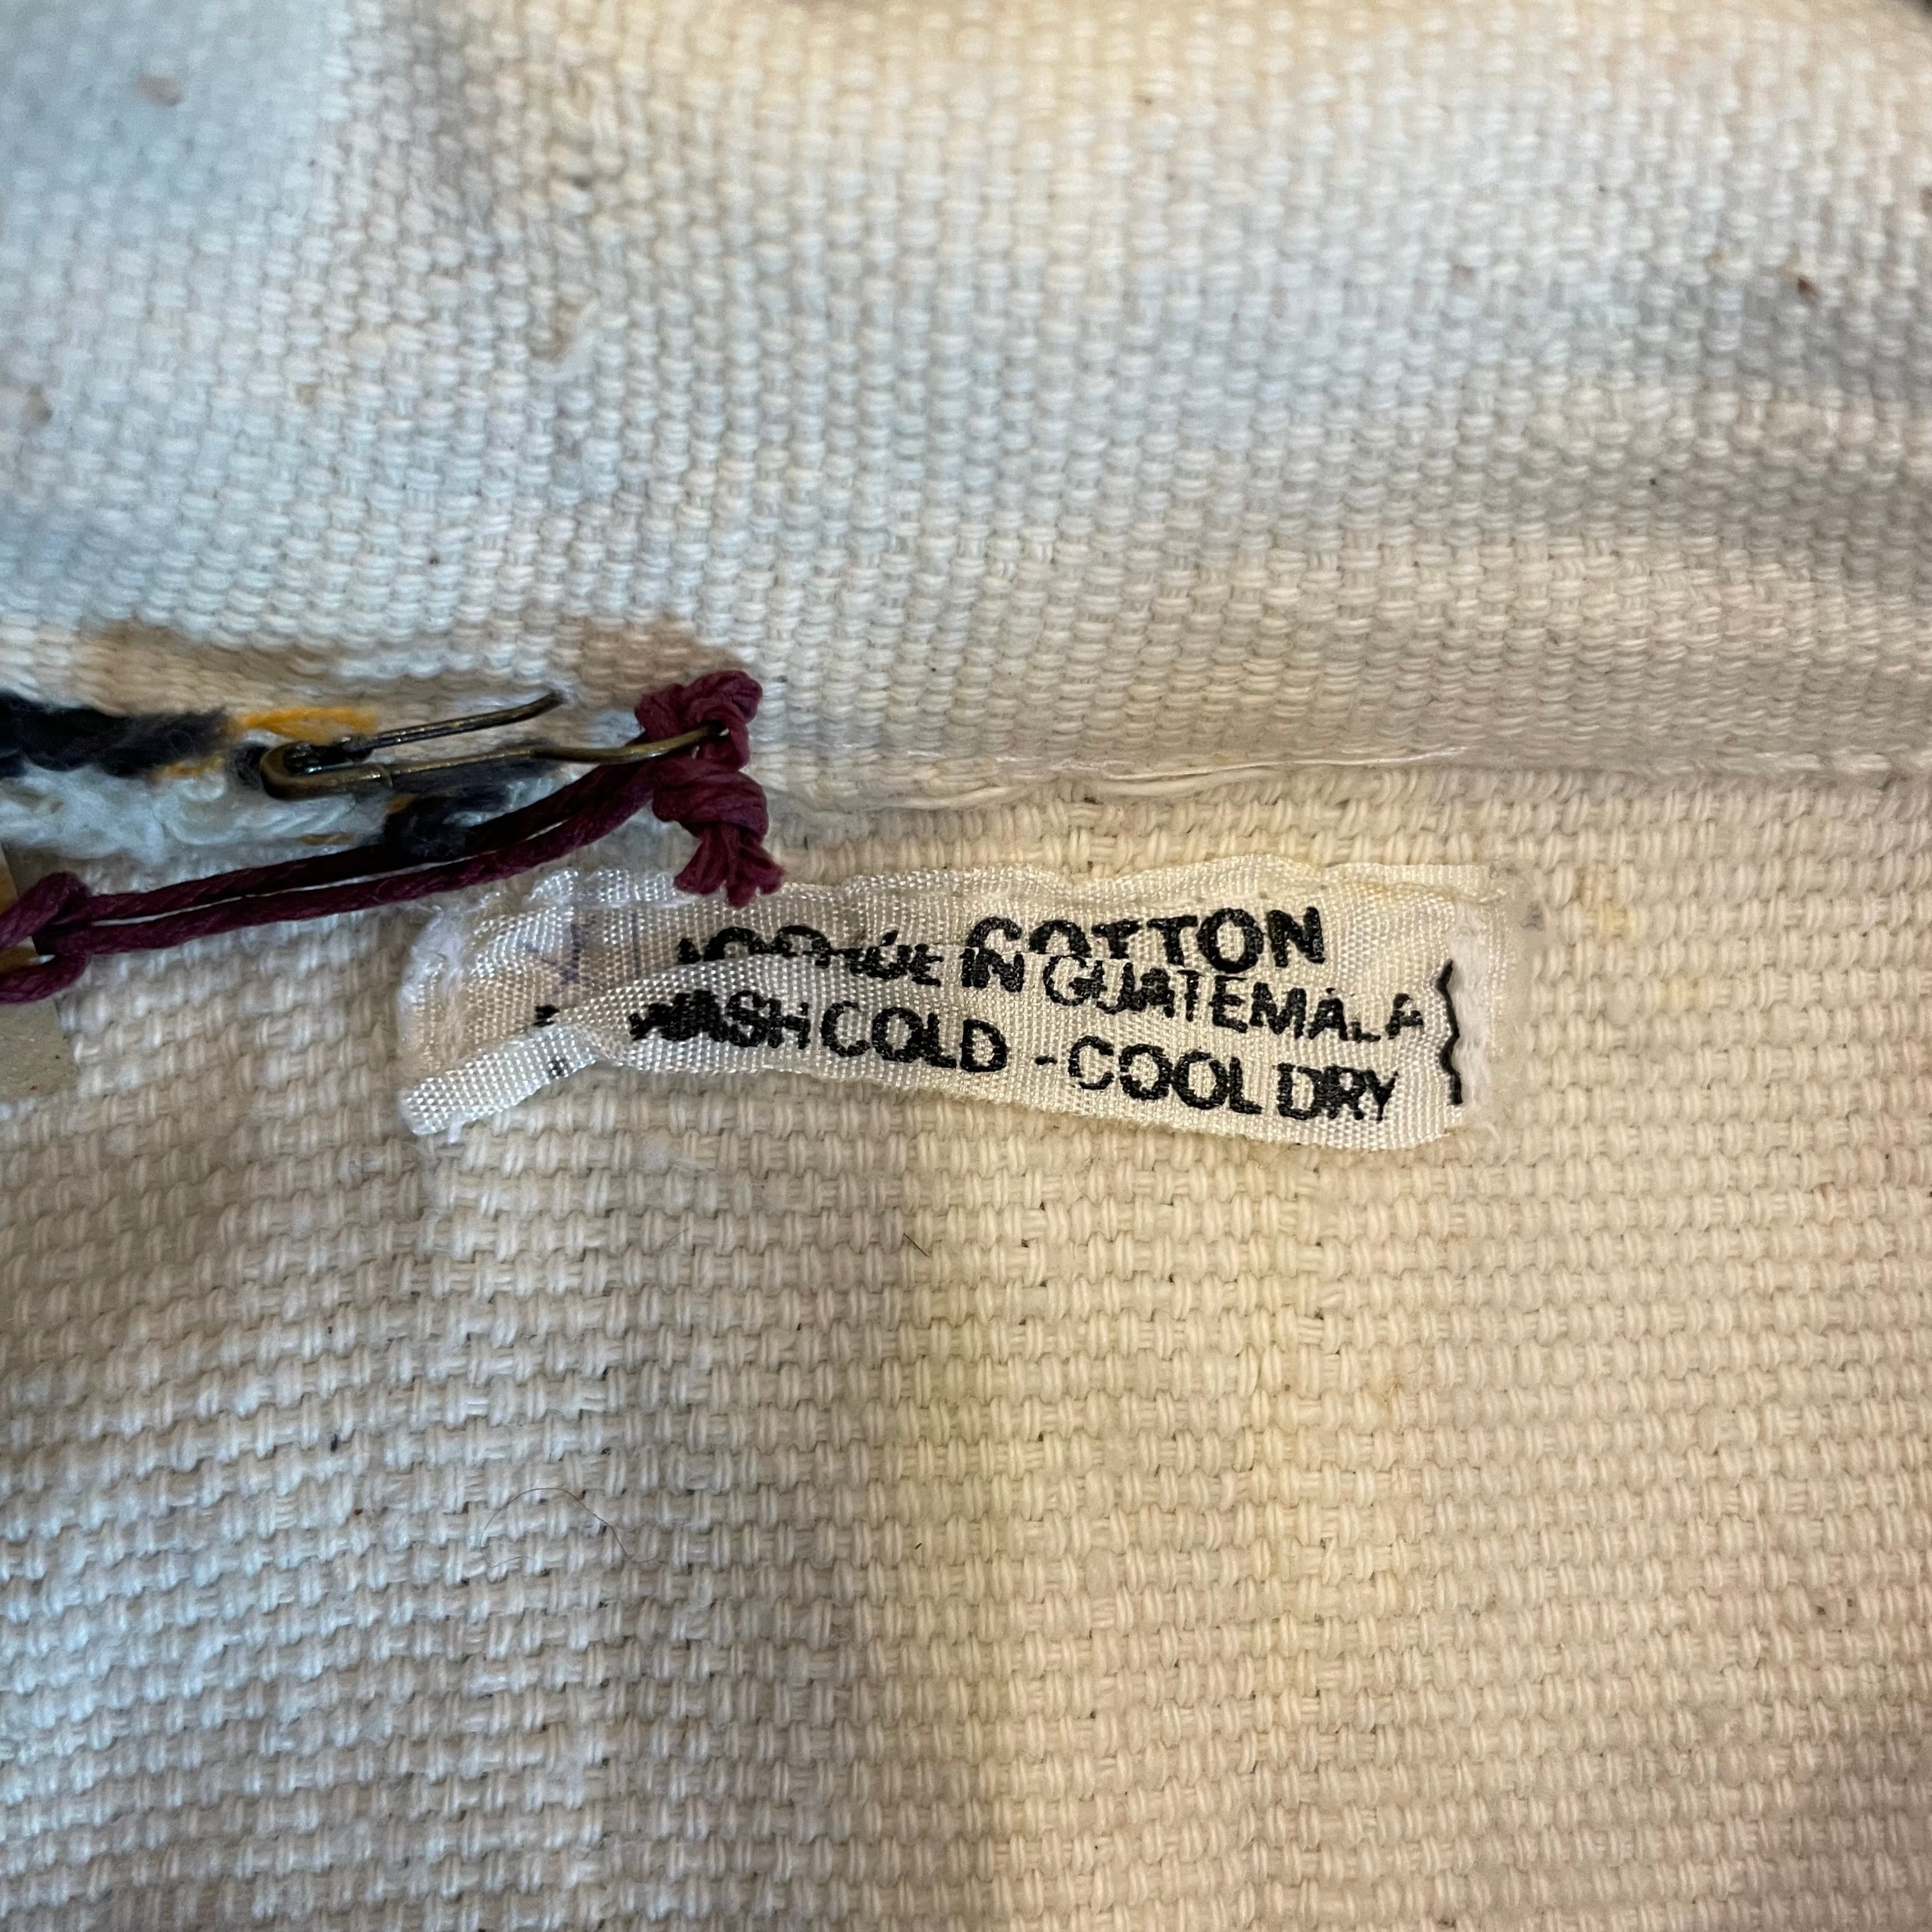 COTTON
IN GUATEMALA
WASH COLD - COOL DRY